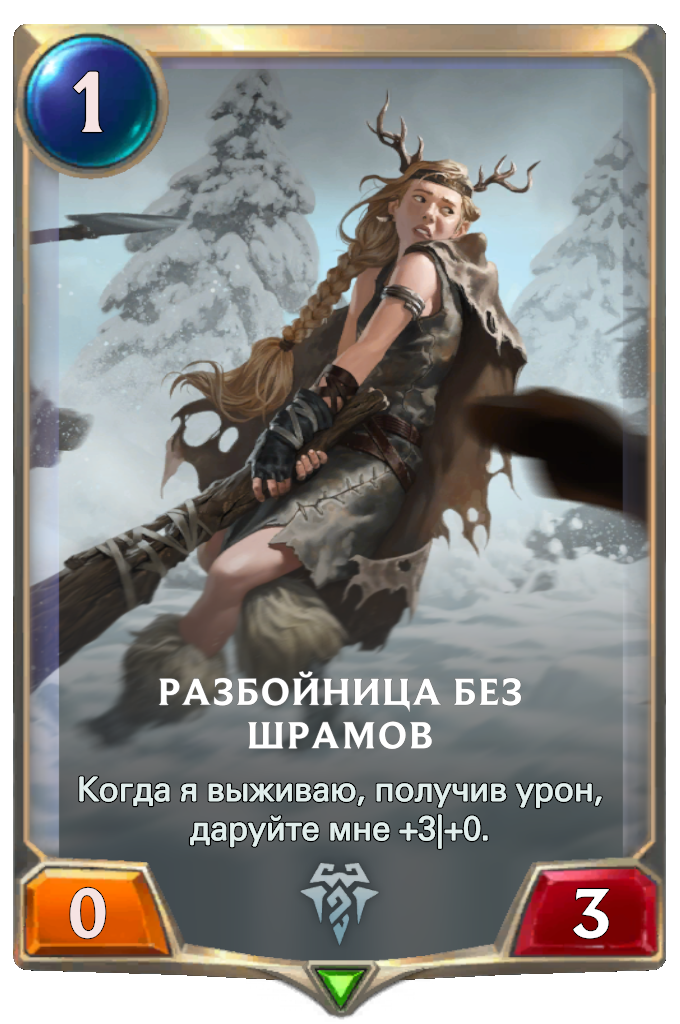 1
РАЗБОЙНИЦА БЕЗ
ШРАМОВ
Когда я выживаю, получив урон,
даруйте мне +3|+0.
0
3